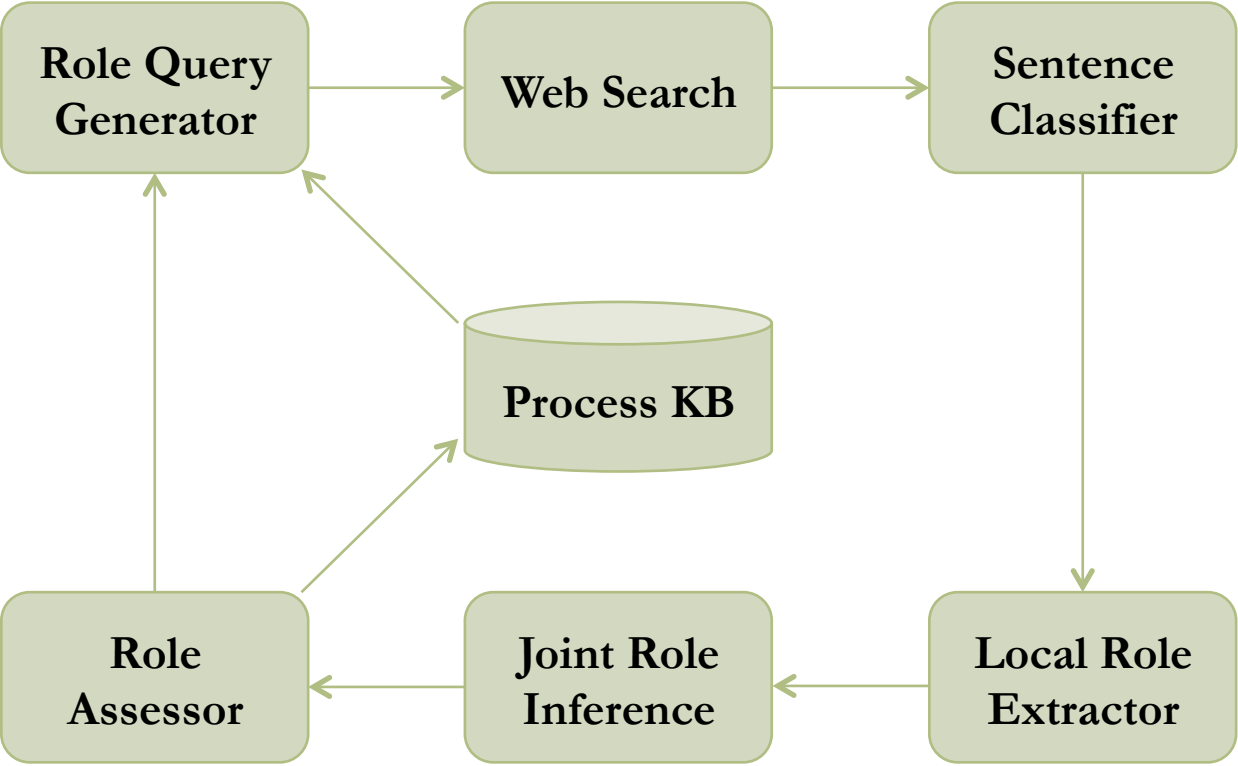 Role Query
Generator
Web Search
Sentence
Classifier
Process KB
Role
Assessor
Joint Role
Inference
Local Role
Extractor